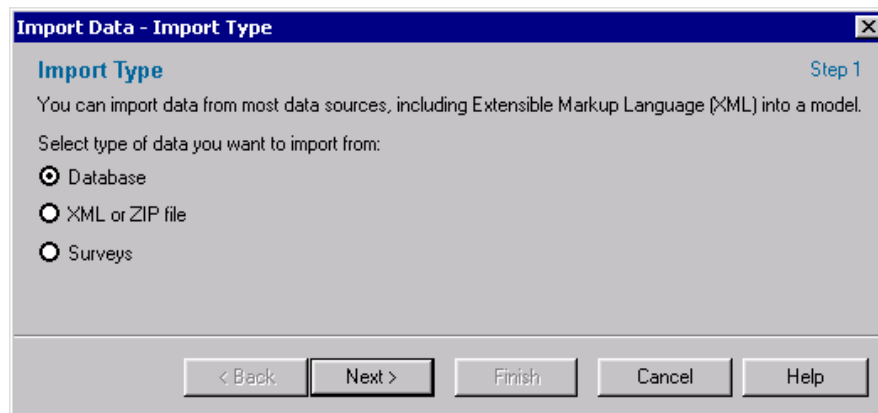 Import Data - Import Type
Import Type
Step 1
You can import data from most data sources, including Extensible Markup Language (XML) into a model.
Select type of data you want to import from:
Database
XML or ZIP file
Surveys
< Back Next > Finish Cancel Help